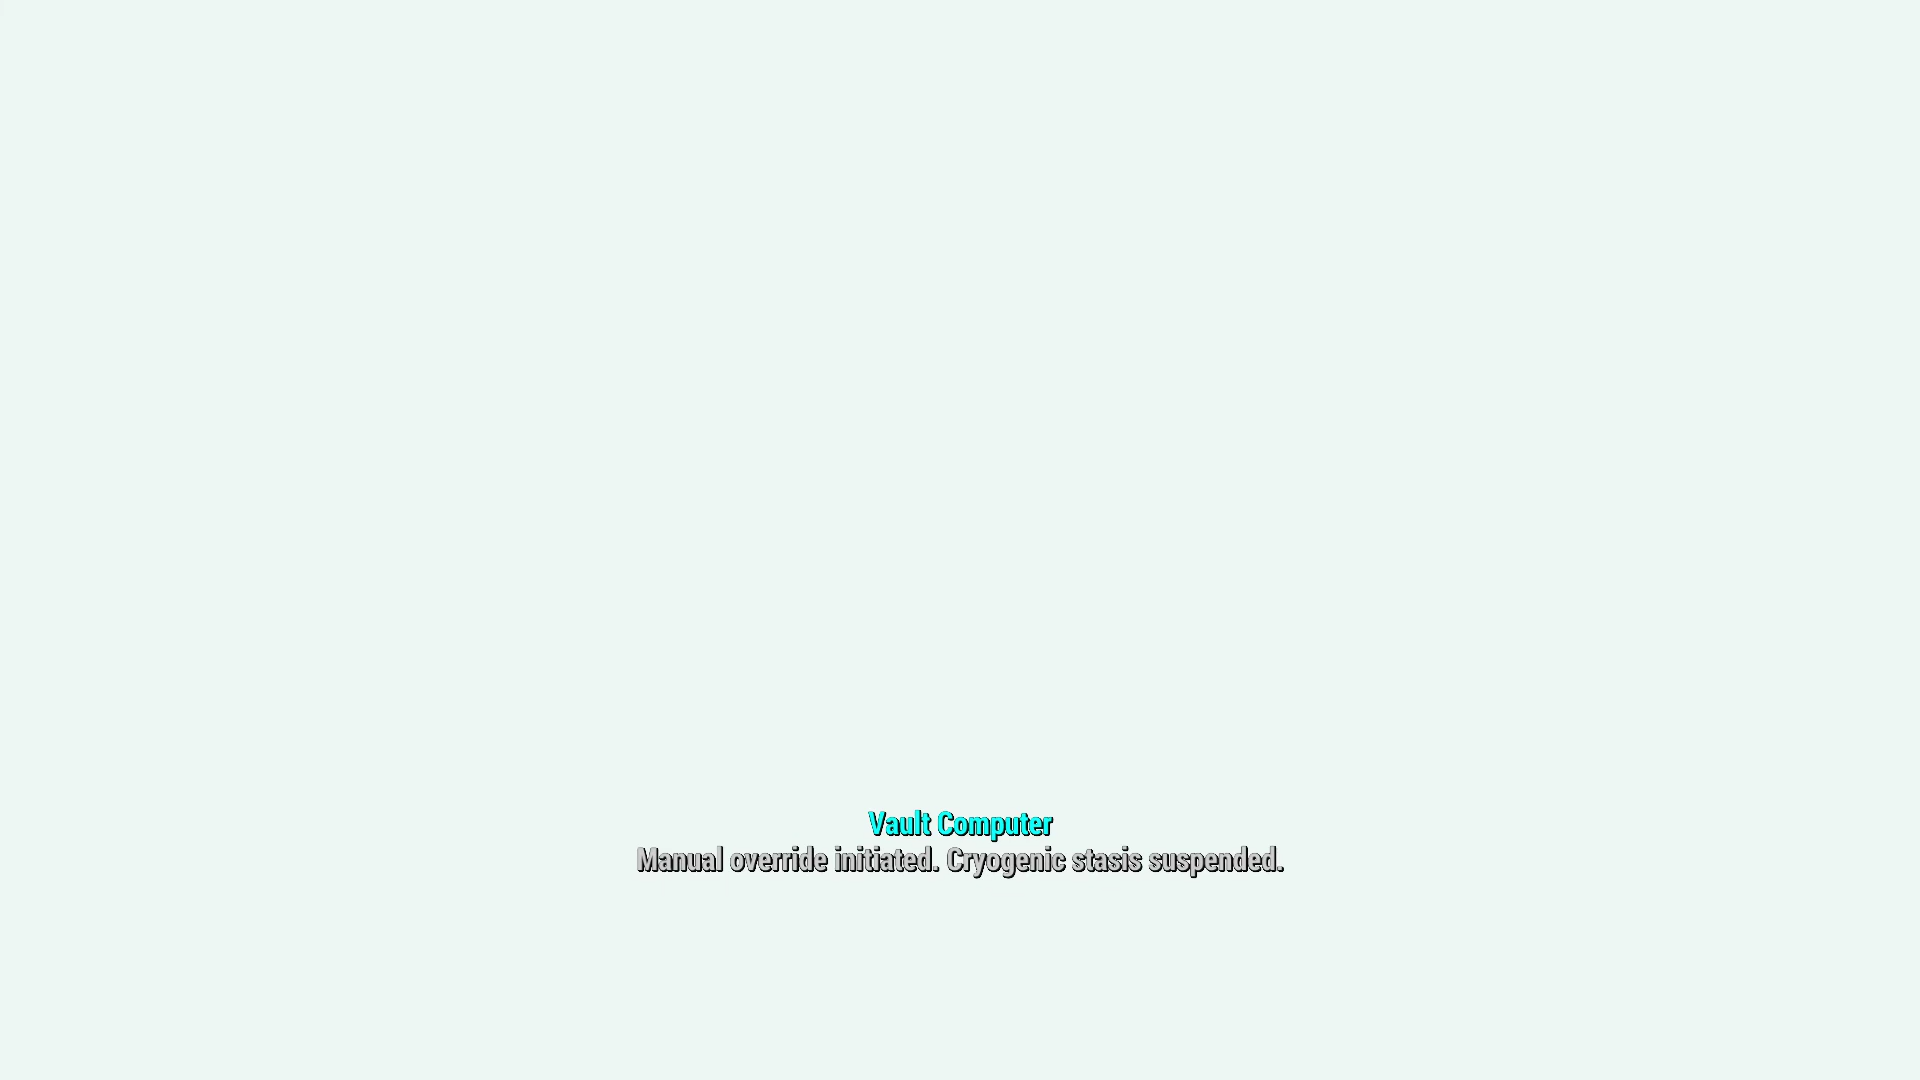 Vault Computer
Manual override initiated. Cryogenic stasis suspended.